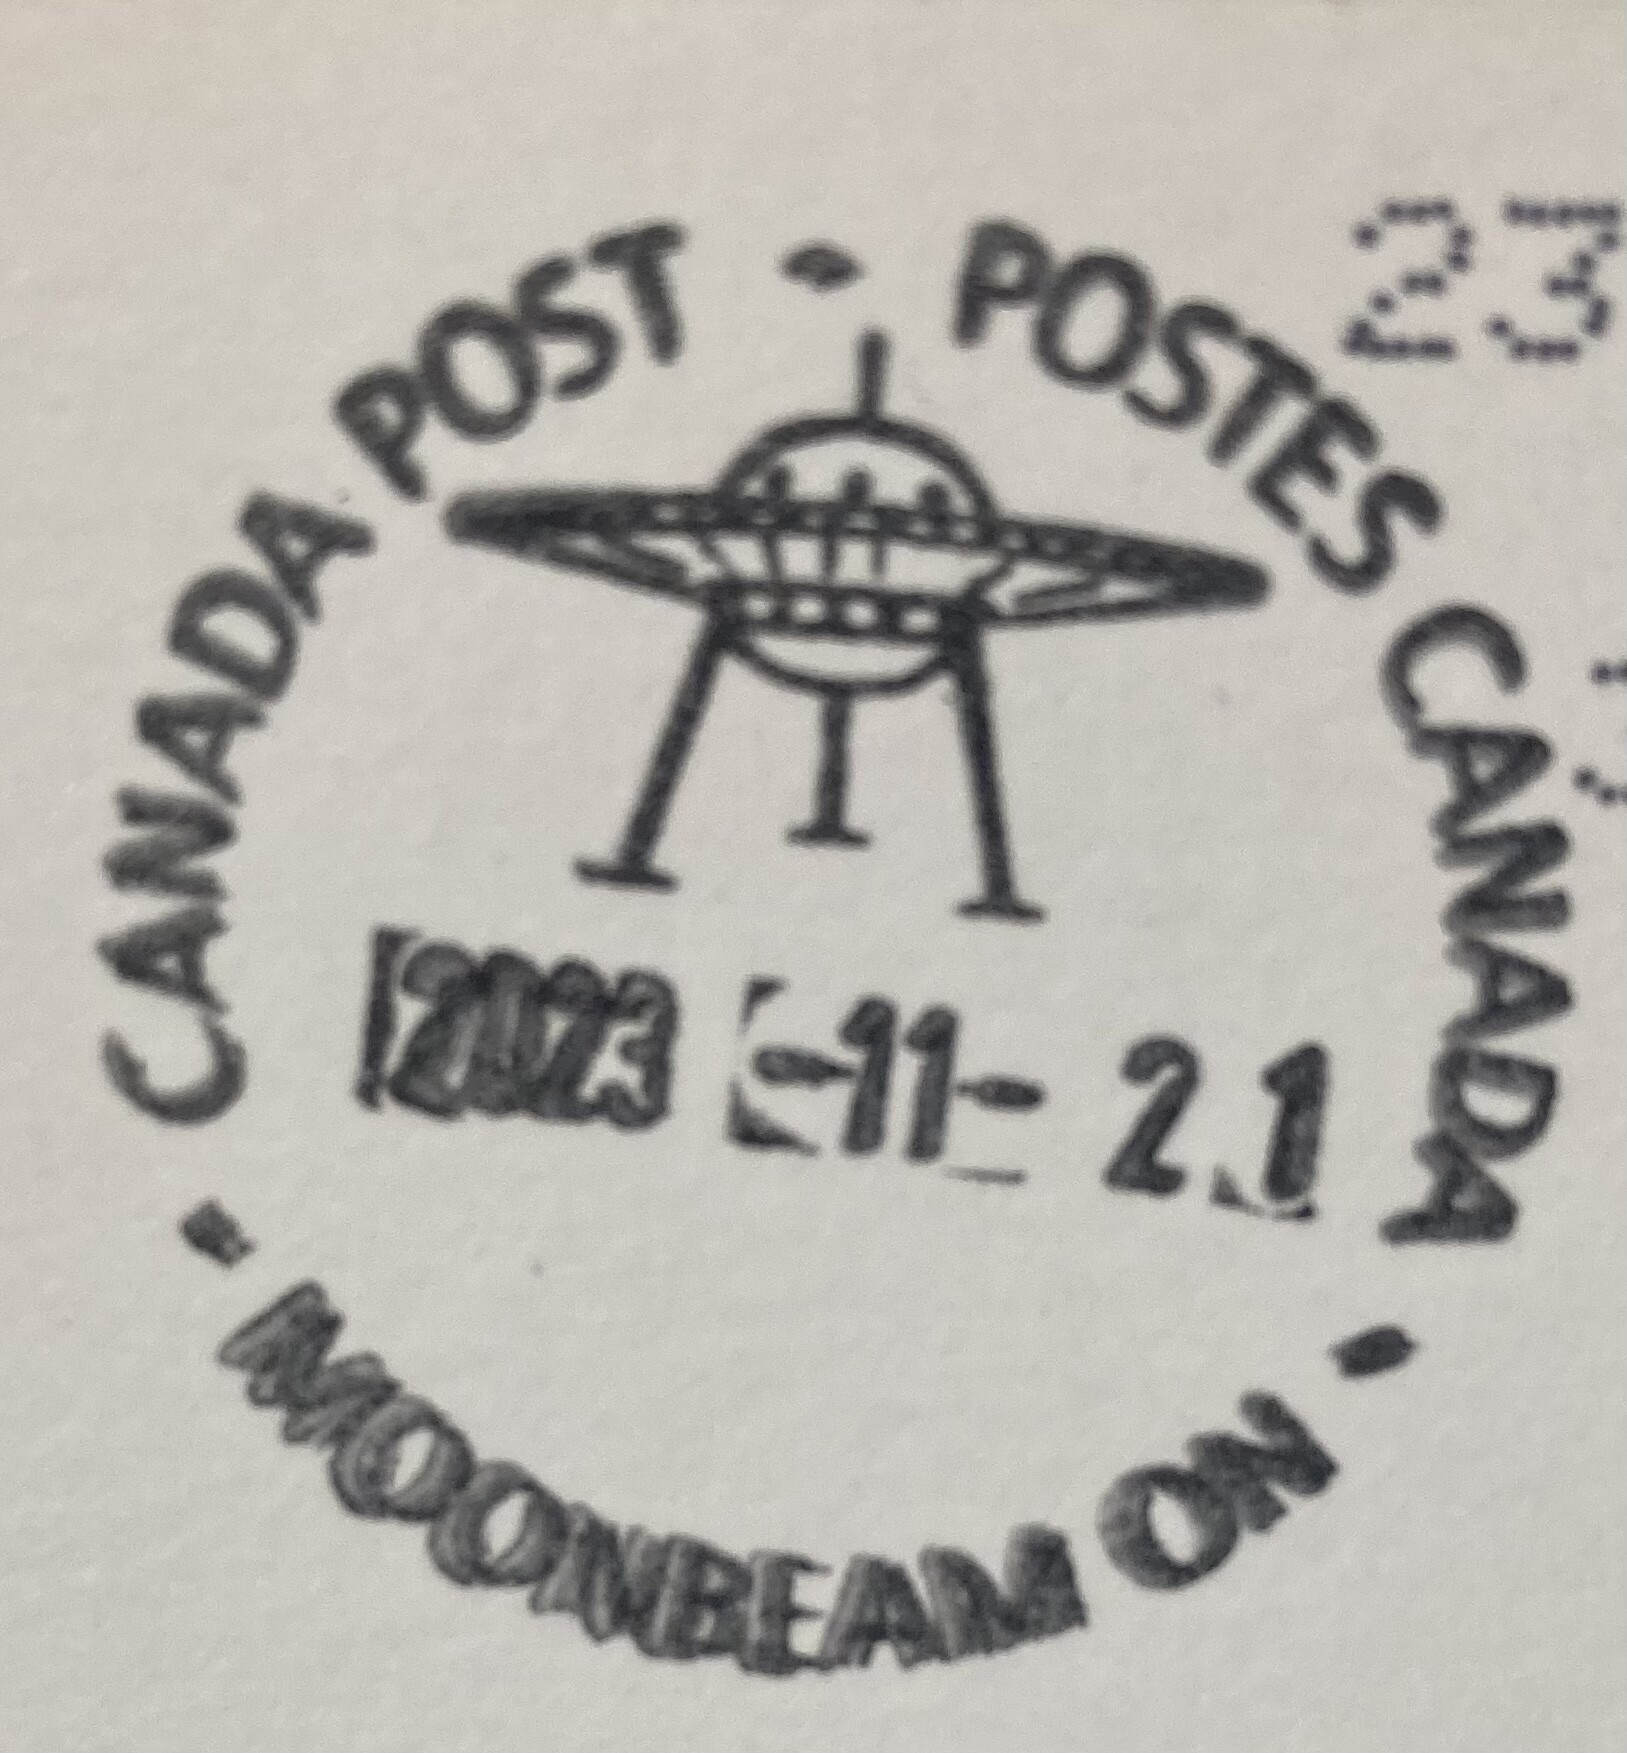 CANADA POST • POSTES CANADA
23
2023 -11- 21
• MOONBEAM ON •